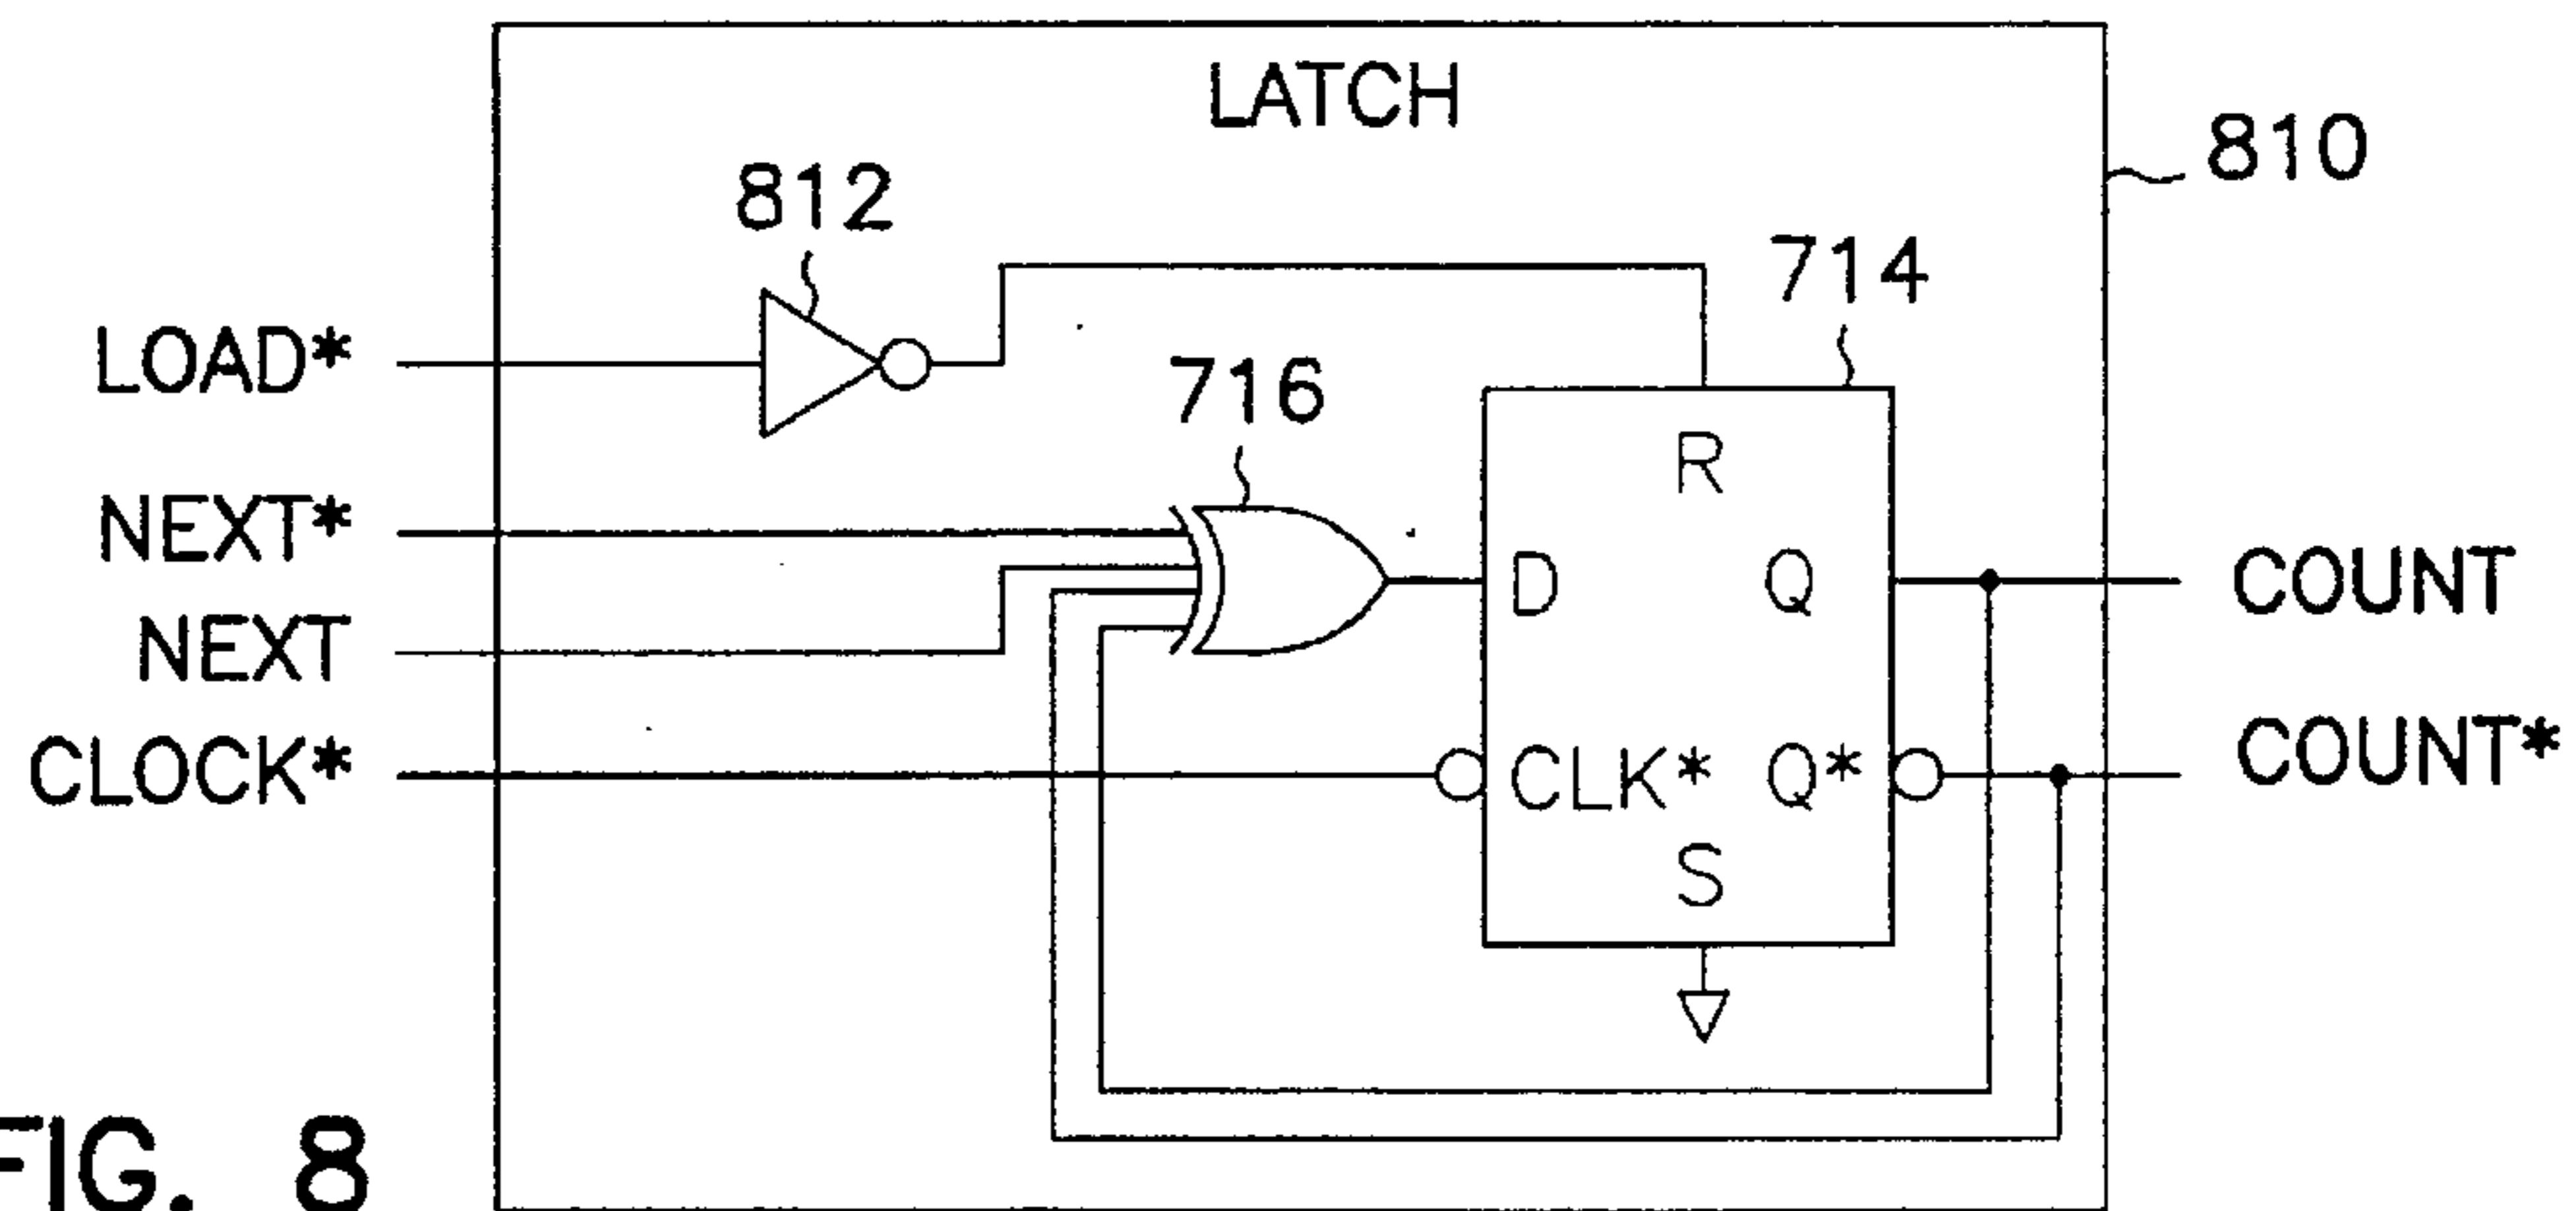 LATCH
810
812
714
LOAD*
716
R
NEXT*
D
Q
COUNT
NEXT
CLOCK*
CLK*
Q*
COUNT*
S
FIG. 8